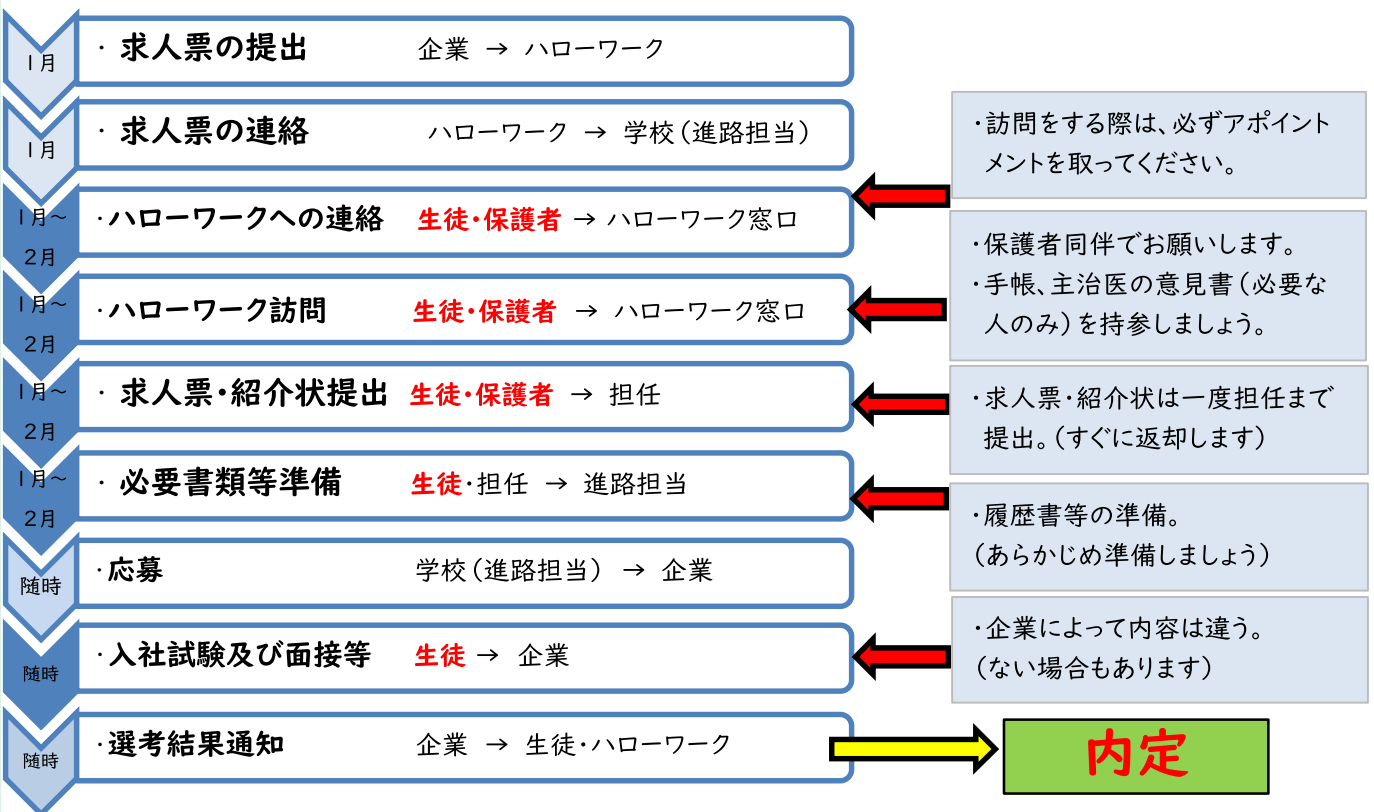 1月
・求人票の提出 企業 → ハローワーク
1月
・求人票の連絡 ハローワーク → 学校(進路担当)
・訪問をする際は、必ずアポイント
メントを取ってください。
1月～
2月
・ハローワークへの連絡 生徒・保護者 → ハローワーク窓口
・保護者同伴でお願いします。
・手帳、主治医の意見書(必要な
人のみ)を持参しましょう。
1月～
2月
・ハローワーク訪問 生徒・保護者 → ハローワーク窓口
1月～
2月
・求人票・紹介状提出 生徒・保護者 → 担任
・求人票・紹介状は一度担任まで
提出。(すぐに返却します)
1月～
2月
・必要書類等準備 生徒・担任 → 進路担当
・履歴書等の準備。
(あらかじめ準備しましょう)
随時
・応募 学校(進路担当) → 企業
随時
・入社試験及び面接等 生徒 → 企業
・企業によって内容は違う。
(ない場合もあります)
随時
・選考結果通知 企業 → 生徒・ハローワーク
内定